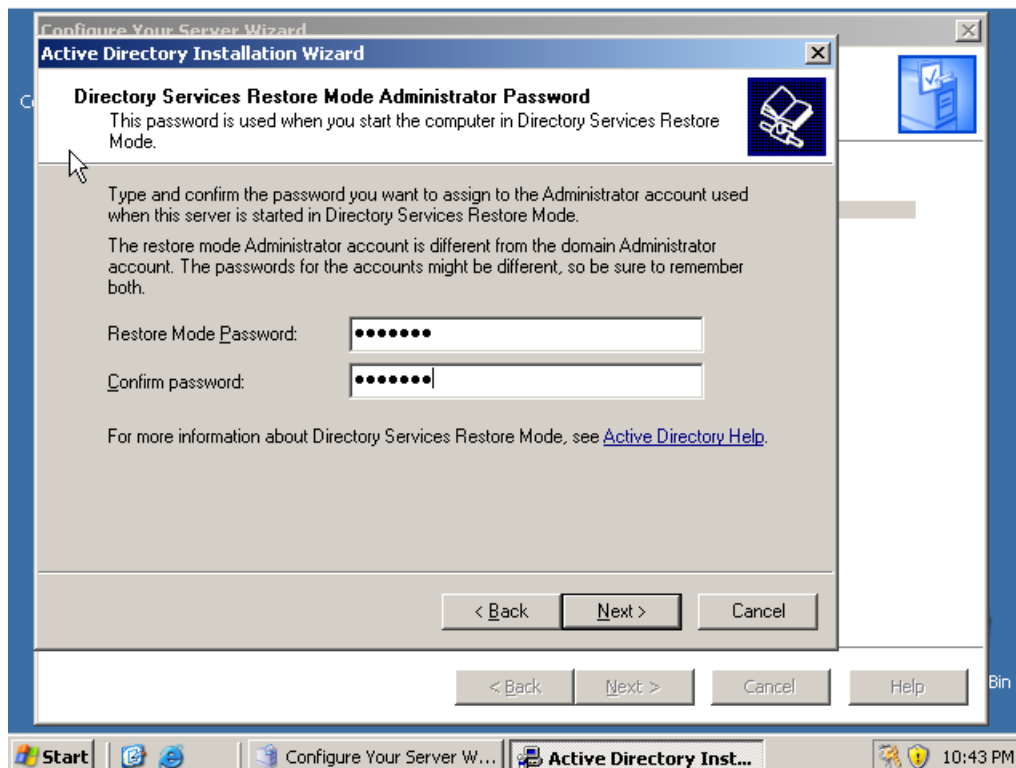 Configure Your Server Wizard
Active Directory Installation Wizard
Directory Services Restore Mode Administrator Password
This password is used when you start the computer in Directory Services Restore
Mode.
Type and confirm the password you want to assign to the Administrator account used
when this server is started in Directory Services Restore Mode.
The restore mode Administrator account is different from the domain Administrator
account. The passwords for the accounts might be different, so be sure to remember
both.
Restore Mode Password:
Confirm password:
For more information about Directory Services Restore Mode, see Active Directory Help.
< Back Next > Cancel
< Back Next > Cancel Help
Bin
Start Configure Your Server W... Active Directory Inst... 10:43 PM